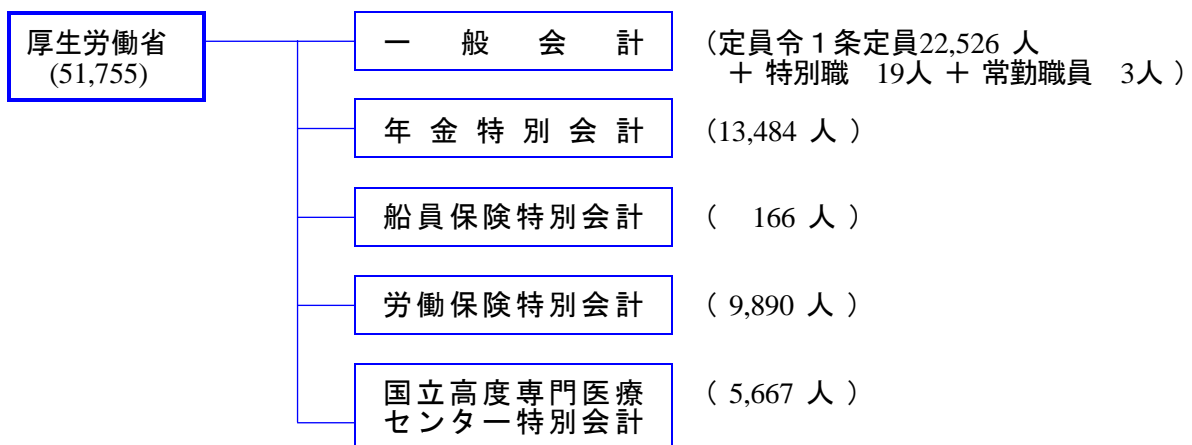 厚生労働省
(51,755)
一般会計 （定員令１条定員22,526 人
＋ 特別職　19人 ＋ 常勤職員　3人 ）
年金特別会計 （13,484 人 ）
船員保険特別会計 （　166 人 ）
労働保険特別会計 （ 9,890 人 ）
国立高度専門医療 （ 5,667 人 ）
センター特別会計